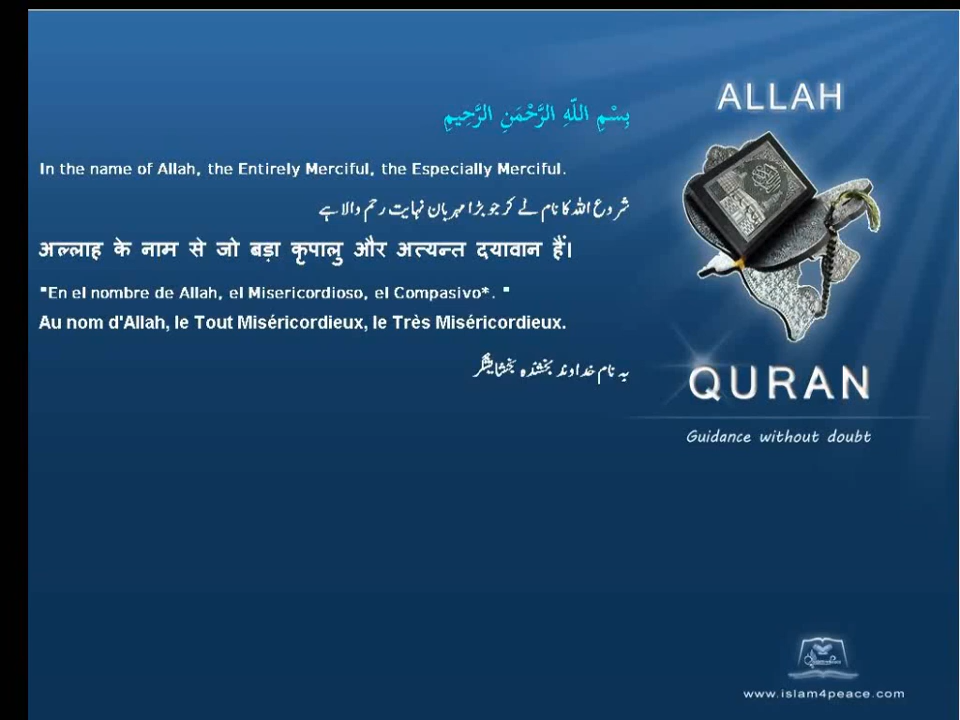 بِسْمِ اللَّهِ الرَّحْمَنِ الرَّحِيمِ
In the name of Allah, the Entirely Merciful, the Especially Merciful.
شروع الله کا نام لے کر جو بڑا مہربان نہایت رحم والا ہے
अल्लाह के नाम से जो बड़ा कृपालु और अत्यन्त दयावान हैं।
"En el nombre de Allah, el Misericordioso, el Compasivo*. "
Au nom d'Allah, le Tout Miséricordieux, le Très Miséricordieux.
به نام خداوند بخشنده بخشایشگر
ALLAH
QURAN
Guidance without doubt
www.islam4peace.com